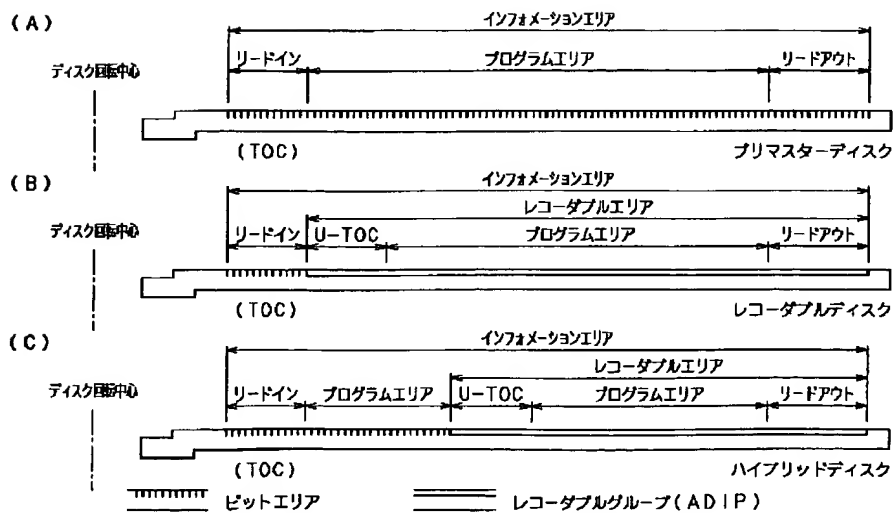 (A)
インフォメーションエリア
ディスク回転中心
リードイン プログラムエリア リードアウト
(TOC) プリマスターディスク
(B)
インフォメーションエリア
レコーダブルエリア
ディスク回転中心
リードイン U-TOC プログラムエリア リードアウト
(TOC) レコーダブルディスク
(C)
インフォメーションエリア
レコーダブルエリア
ディスク回転中心
リードイン プログラムエリア U-TOC プログラムエリア リードアウト
(TOC) ハイブリッドディスク
ピットエリア レコーダブルグルーブ(ADIP)